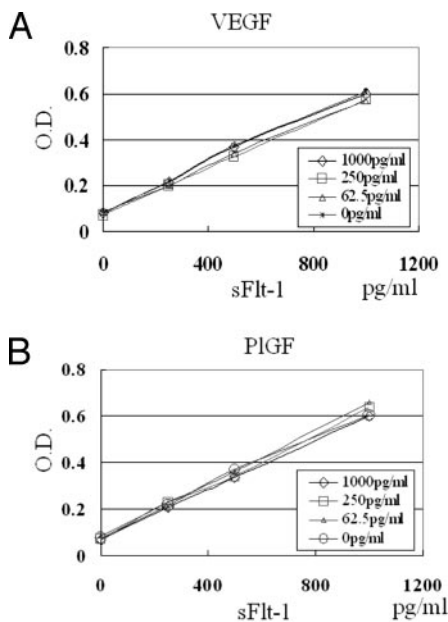 A
VEGF
0.8
0.6
0.4
0.2
0
O.D.
1000pg/ml
250pg/ml
62.5pg/ml
0pg/ml
0 400 800 1200
sFlt-1 pg/ml
B
PlGF
0.8
0.6
0.4
0.2
0
O.D.
1000pg/ml
250pg/ml
62.5pg/ml
0pg/ml
0 400 800 1200
sFlt-1 pg/ml